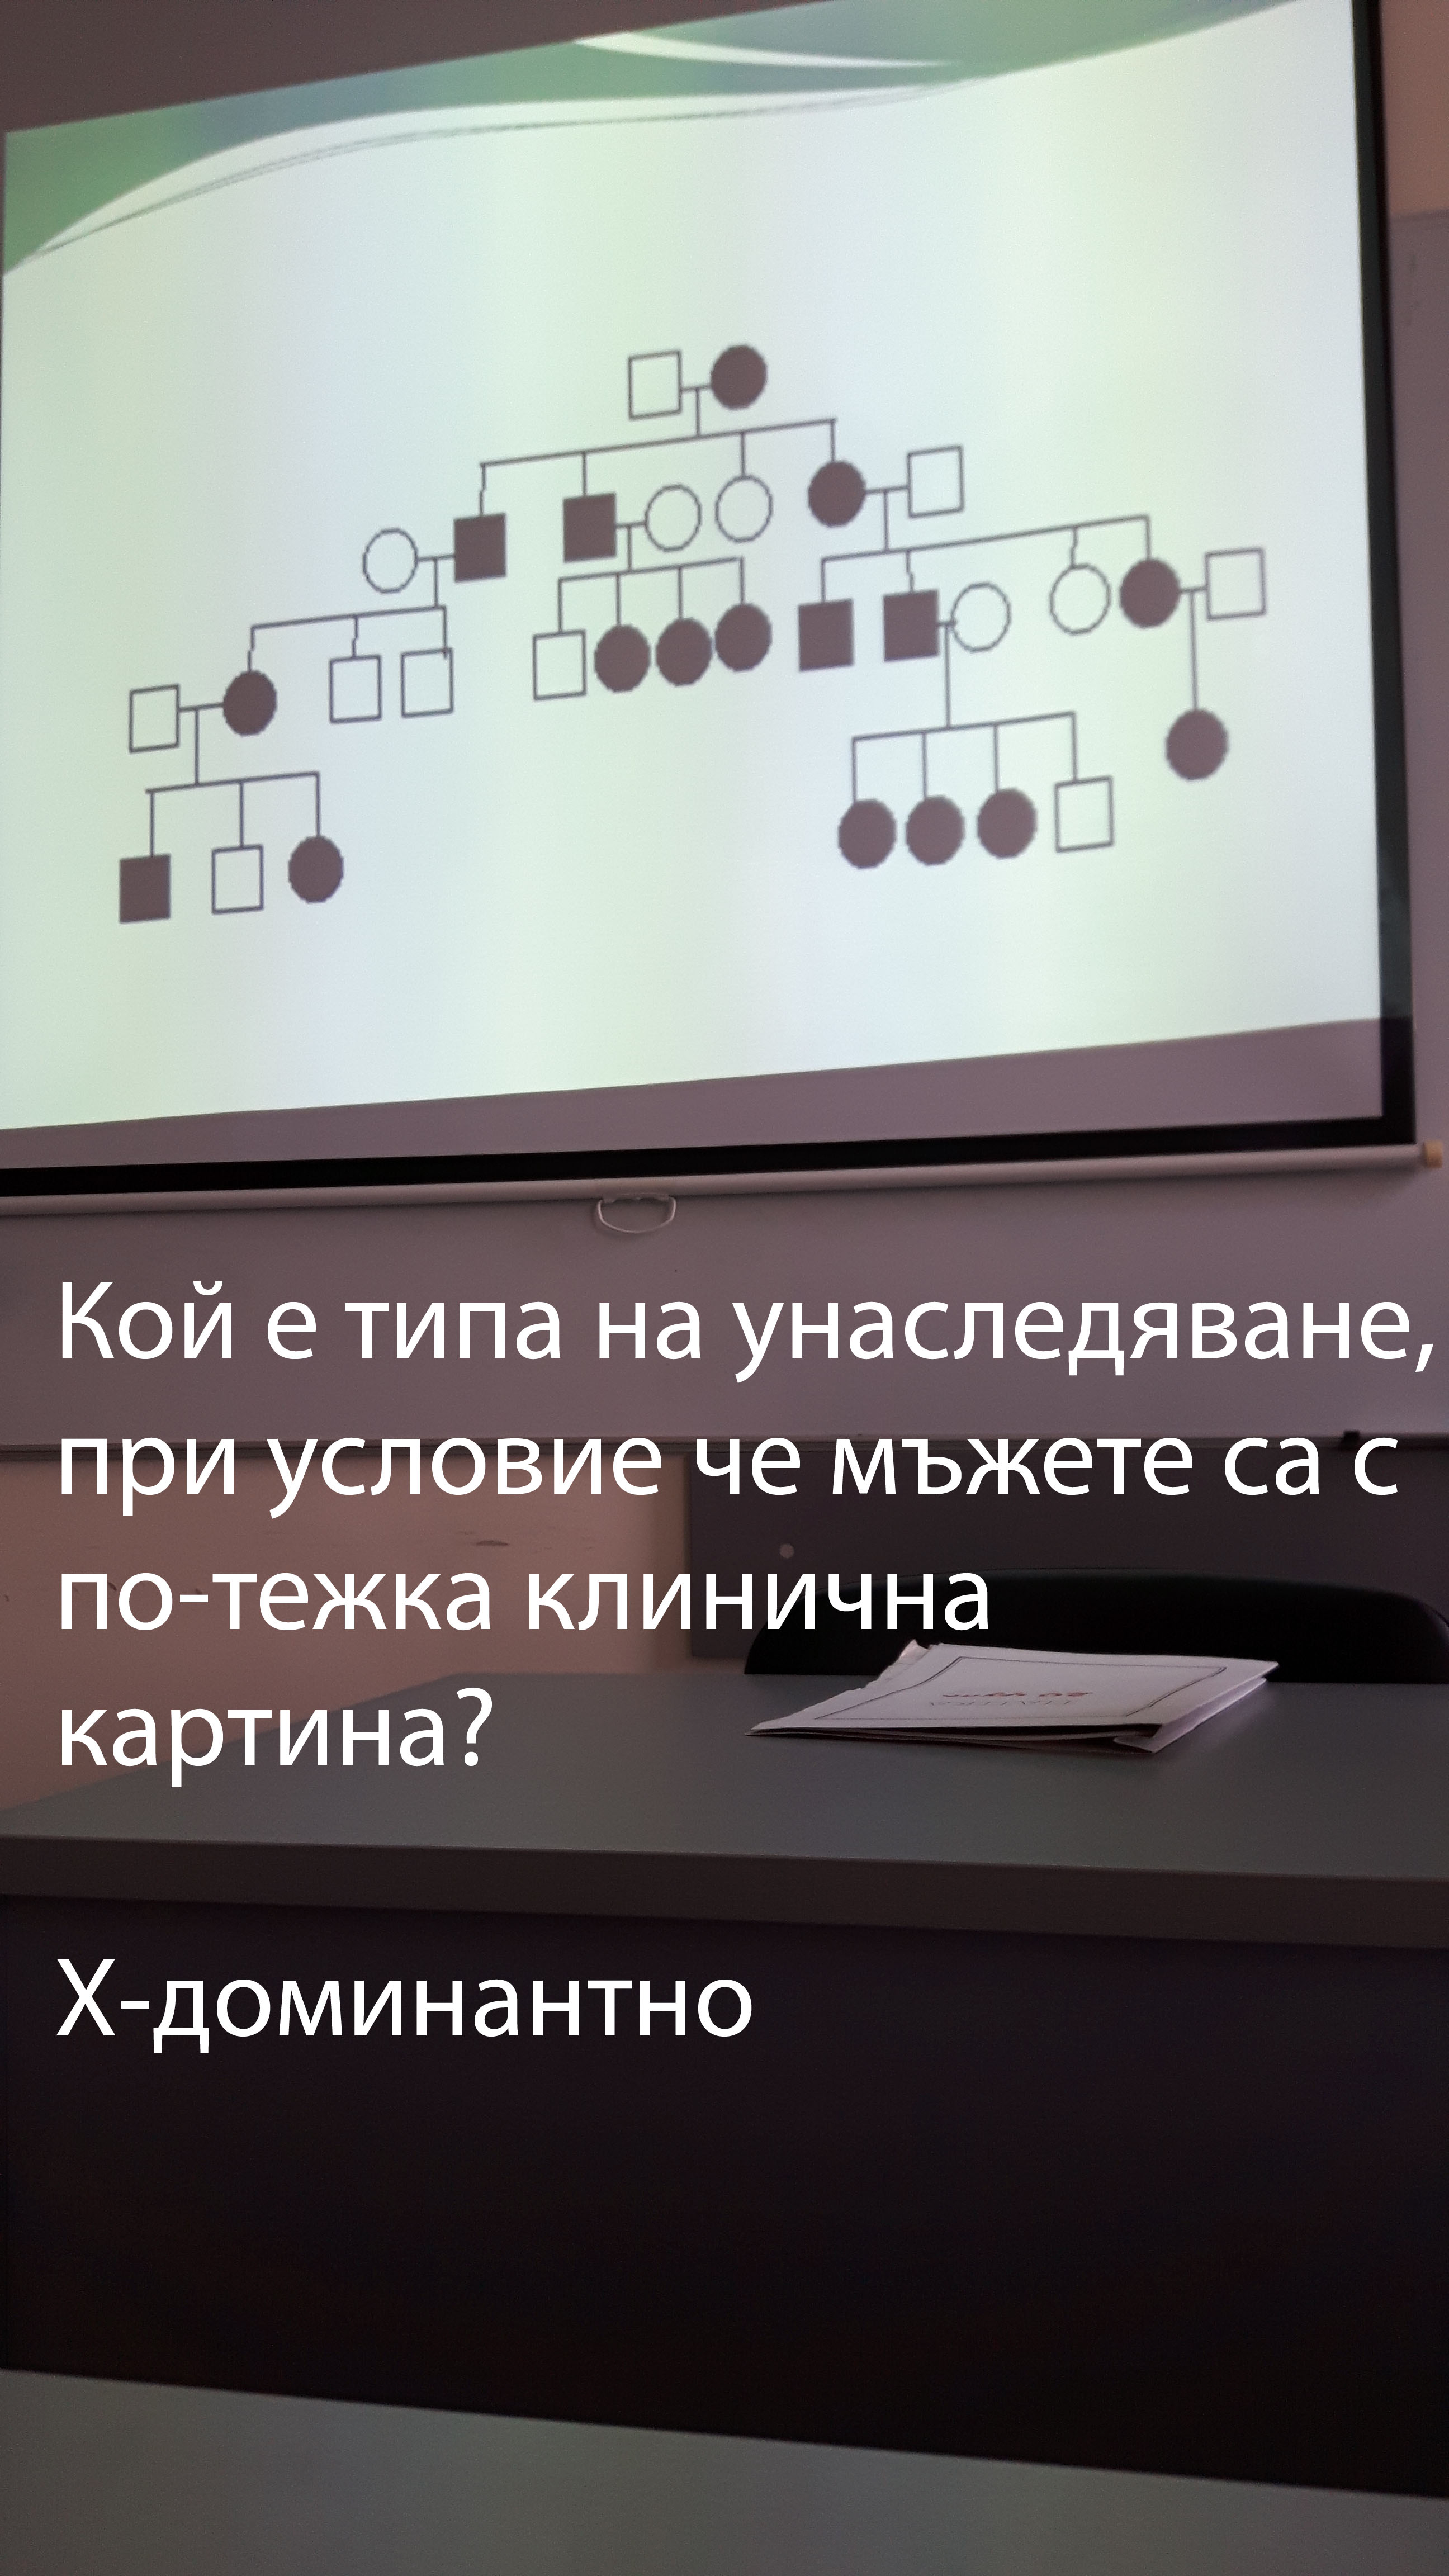 Кой е типа на унаследяване,
при условие че мъжете са с
по-тежка клинична
картина?
Х-доминантно